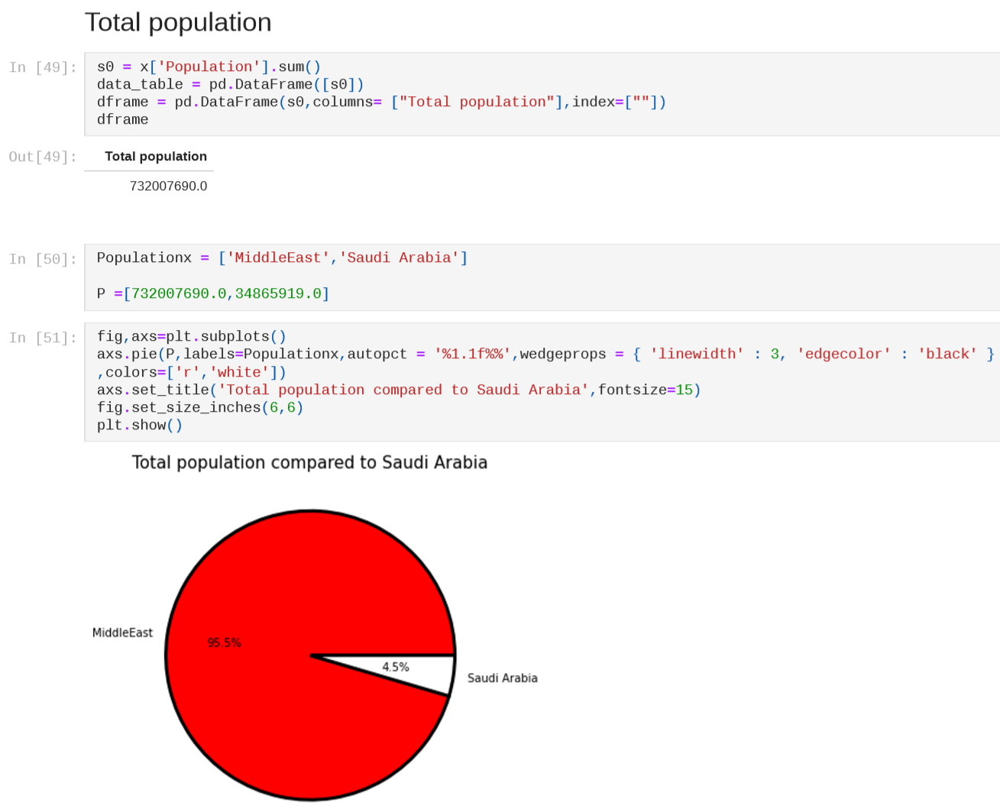 Total population
In [49]:
s0 = x['Population'].sum()
data_table = pd.DataFrame([s0])
dframe = pd.DataFrame(s0,columns= ["Total population"],index=[""])
dframe
Out[49]:
Total population
732007690.0
In [50]:
Populationx = ['MiddleEast','Saudi Arabia']
P =[732007690.0,34865919.0]
In [51]:
fig,axs=plt.subplots()
axs.pie(P,labels=Populationx,autopct = '%1.1f%%',wedgeprops = { 'linewidth' : 3, 'edgecolor' : 'black' }
,colors=['r','white'])
axs.set_title('Total population compared to Saudi Arabia',fontsize=15)
fig.set_size_inches(6,6)
plt.show()
Total population compared to Saudi Arabia
MiddleEast
95.5%
4.5%
Saudi Arabia